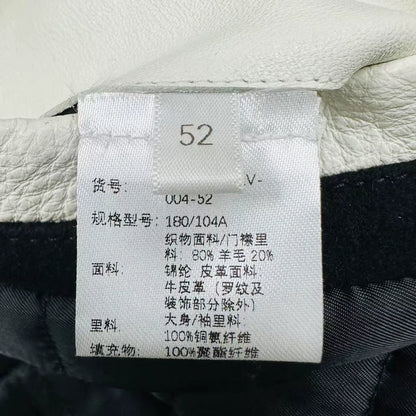 52
货号: V-
004-52
规格型号: 180/104A
织物面料/门襟里
料: 80% 羊毛 20%
面料: 锦纶 皮革面料:
牛皮革 (罗纹及
装饰部分除外)
里料: 大身/袖里料:
100%铜氨纤维
填充物: 100%聚酯纤维